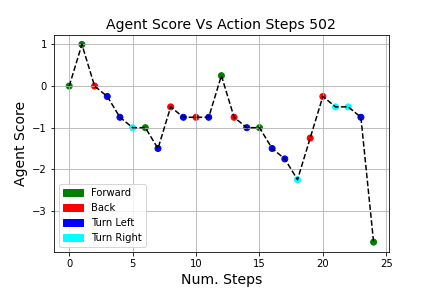 Agent Score Vs Action Steps 502
1
0
−1
−2
−3
Agent Score
Forward
Back
Turn Left
Turn Right
0 5 10 15 20 25
Num. Steps